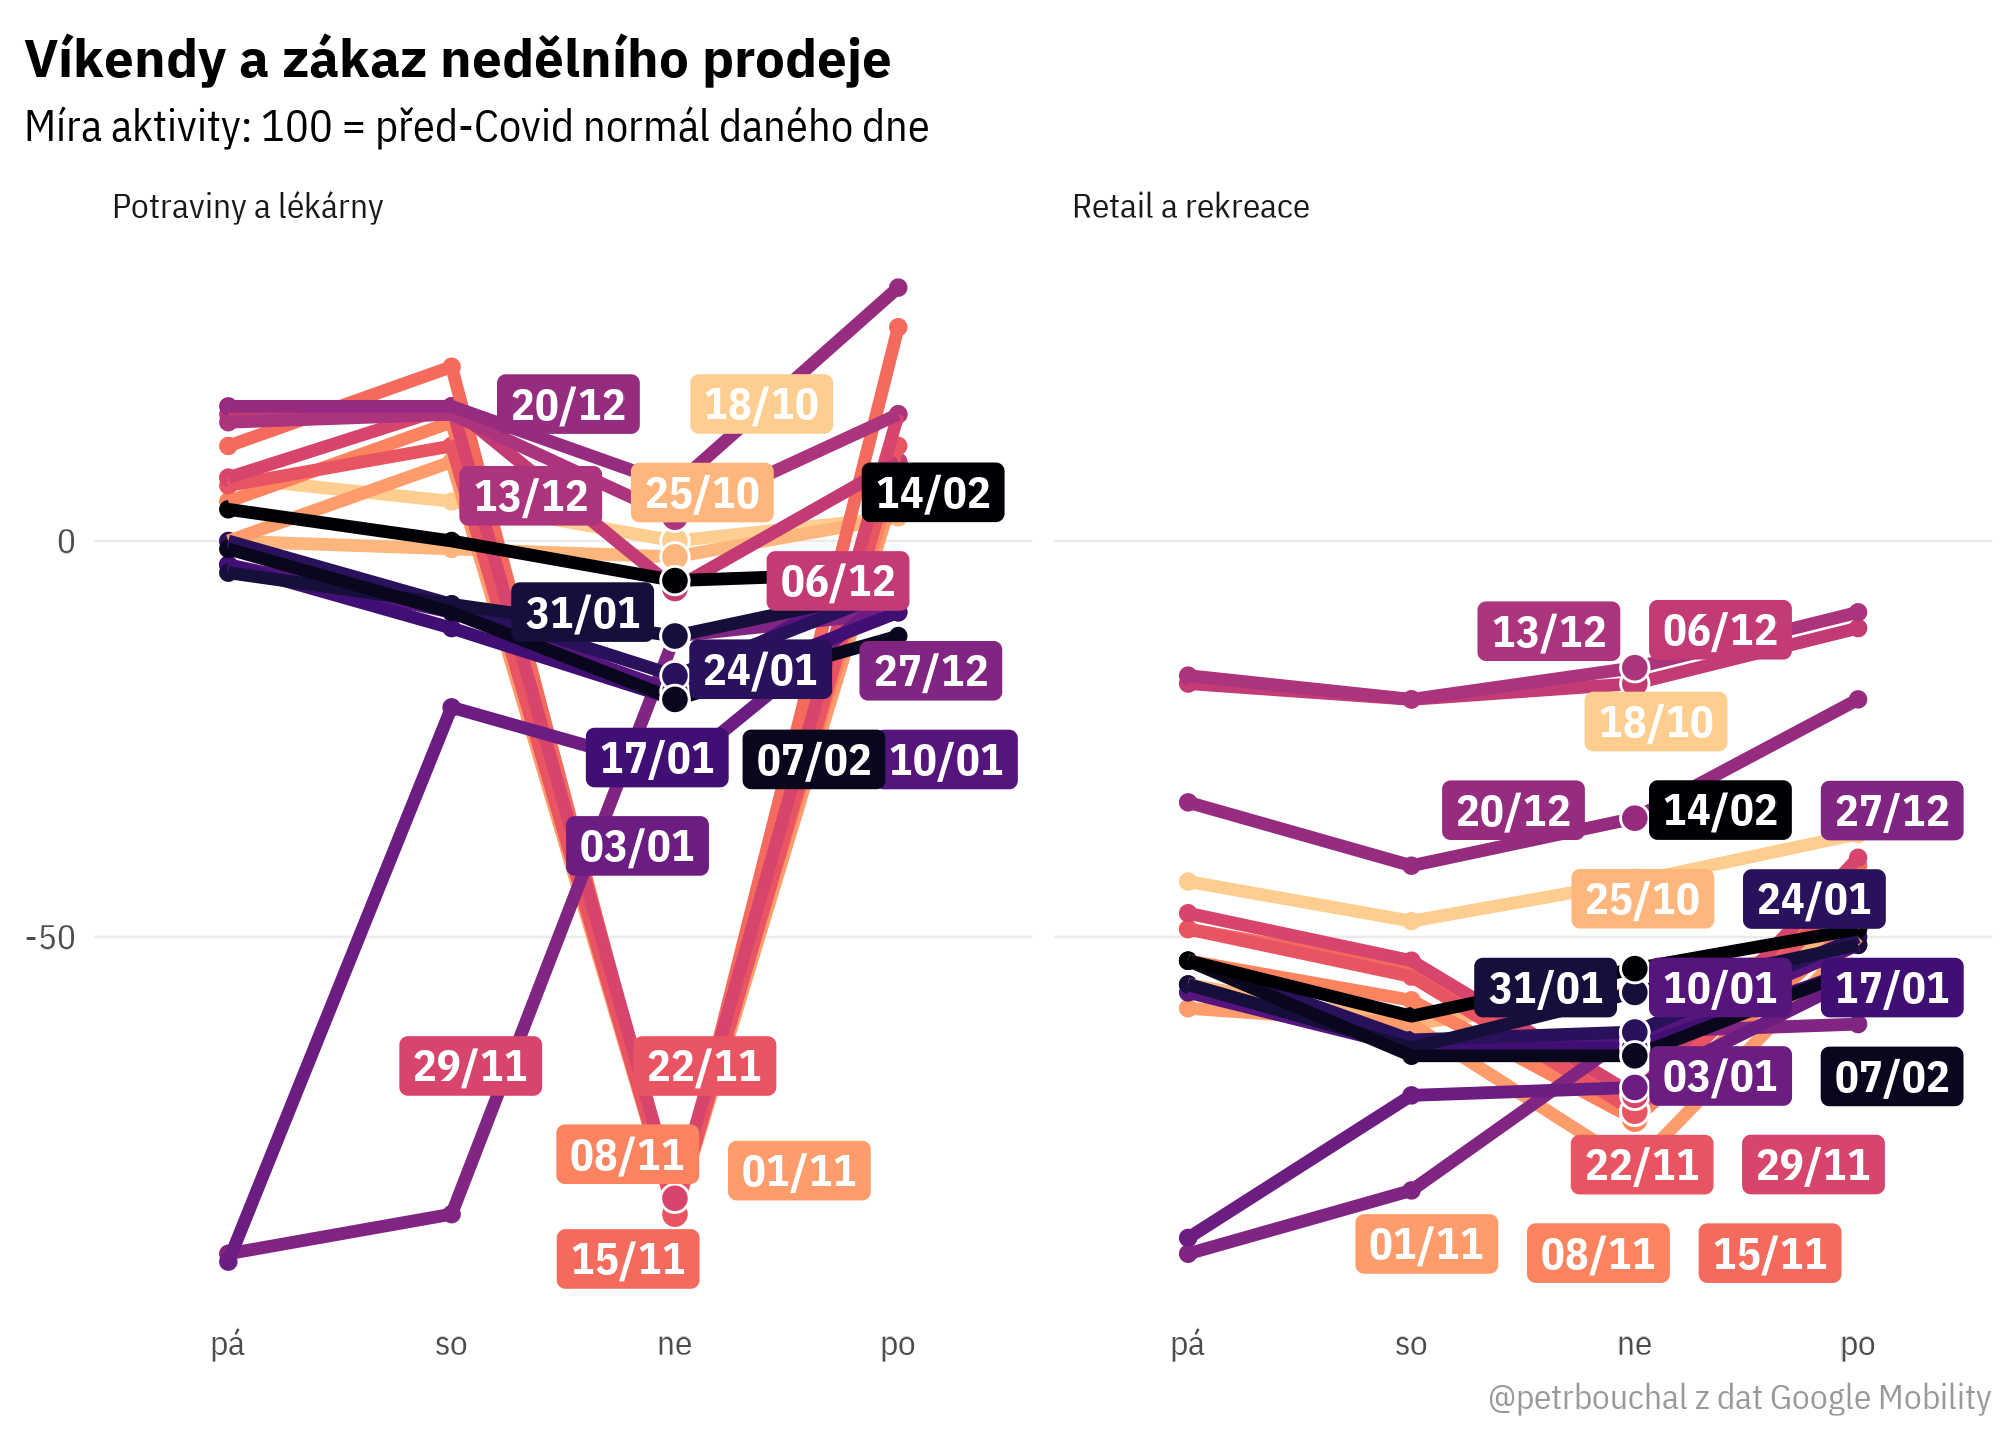 Víkendy a zákaz nedělního prodeje
Míra aktivity: 100 = před-Covid normál daného dne
Potraviny a lékárny
Retail a rekreace
20/12
18/10
13/12
25/10
14/02
0
31/01
06/12
24/01
27/12
17/01
07/02
10/01
03/01
-50
29/11
22/11
08/11
01/11
15/11
13/12
06/12
18/10
20/12
14/02
27/12
25/10
24/01
31/01
10/01
17/01
03/01
07/02
22/11
29/11
01/11
08/11
15/11
pá
so
ne
po
pá
so
ne
po
@petrbouchal z dat Google Mobility